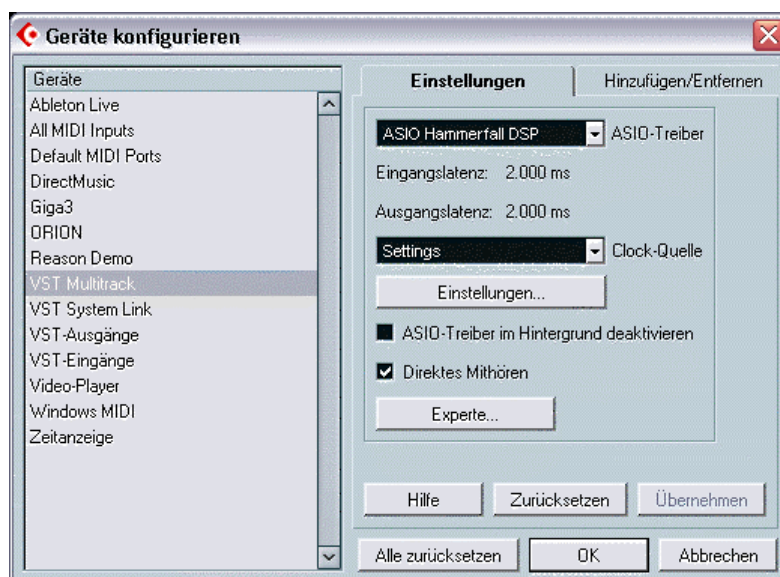 Geräte konfigurieren
Geräte
Ableton Live
All MIDI Inputs
Default MIDI Ports
DirectMusic
Giga3
ORION
Reason Demo
VST Multitrack
VST System Link
VST-Ausgänge
VST-Eingänge
Video-Player
Windows MIDI
Zeitanzeige
Einstellungen
Hinzufügen/Entfernen
ASIO Hammerfall DSP ASIO-Treiber
Eingangslatenz: 2.000 ms
Ausgangslatenz: 2.000 ms
Settings Clock-Quelle
Einstellungen...
ASIO-Treiber im Hintergrund deaktivieren
Direktes Mithören
Experte...
Hilfe Zurücksetzen Übernehmen
Alle zurücksetzen OK Abbrechen